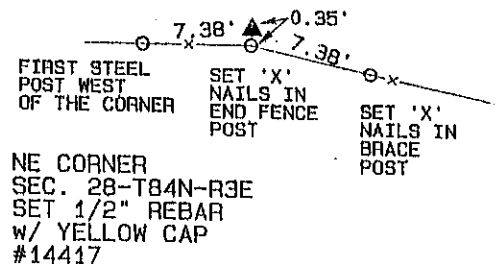 7.38'
0.35'
7.38'
FIRST STEEL
POST WEST
OF THE CORNER
SET 'X'
NAILS IN
END FENCE
POST
SET 'X'
NAILS IN
BRACE
POST
NE CORNER
SEC. 28-T84N-R3E
SET 1/2" REBAR
w/ YELLOW CAP
#14417